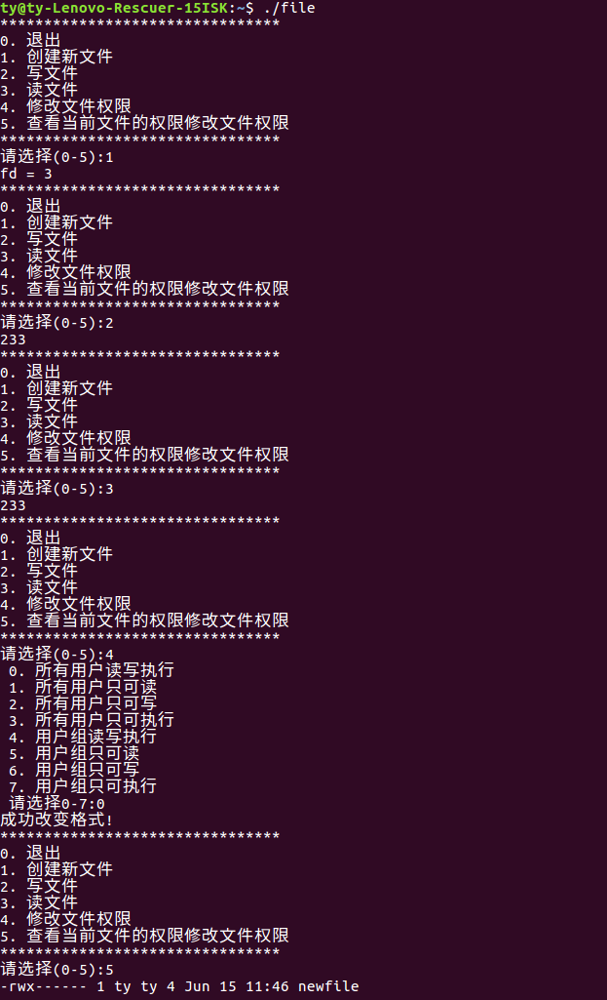 ty@ty-Lenovo-Rescuer-15ISK:~$ ./file
********************************
0. 退出
1. 创建新文件
2. 写文件
3. 读文件
4. 修改文件权限
5. 查看当前文件的权限修改文件权限
********************************
请选择(0-5):1
fd = 3
********************************
0. 退出
1. 创建新文件
2. 写文件
3. 读文件
4. 修改文件权限
5. 查看当前文件的权限修改文件权限
********************************
请选择(0-5):2
233
********************************
0. 退出
1. 创建新文件
2. 写文件
3. 读文件
4. 修改文件权限
5. 查看当前文件的权限修改文件权限
********************************
请选择(0-5):3
233
********************************
0. 退出
1. 创建新文件
2. 写文件
3. 读文件
4. 修改文件权限
5. 查看当前文件的权限修改文件权限
********************************
请选择(0-5):4
 0. 所有用户读写执行
 1. 所有用户只可读
 2. 所有用户只可写
 3. 所有用户只可执行
 4. 用户组读写执行
 5. 用户组只可读
 6. 用户组只可写
 7. 用户组只可执行
 请选择0-7:0
成功改变格式!
********************************
0. 退出
1. 创建新文件
2. 写文件
3. 读文件
4. 修改文件权限
5. 查看当前文件的权限修改文件权限
********************************
请选择(0-5):5
-rwx------ 1 ty ty 4 Jun 15 11:46 newfile